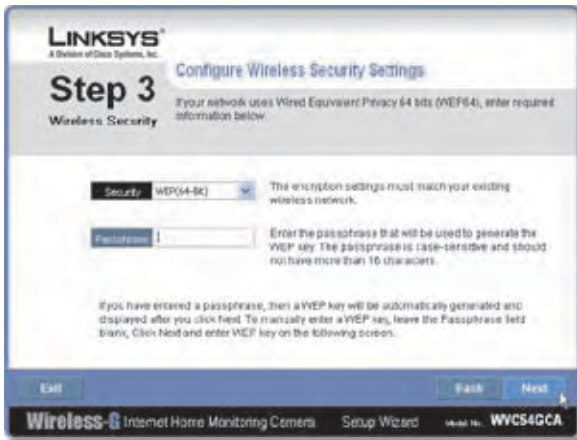 LINKSYS®
A Division of Cisco Systems, Inc.
Step 3
Wireless Security
Configure Wireless Security Settings
If your network uses Wired Equivalent Privacy 64 bits (WEP64), enter required
information below.
Security WEP(64-Bit)
The encryption settings must match your existing
wireless network.
Passphrase
Enter the passphrase that will be used to generate the
WEP key. The passphrase is case-sensitive and should
not have more than 16 characters.
If you have entered a passphrase, then a WEP key will be automatically generated and
displayed after you click Next. To manually enter a WEP key, leave the Passphrase field
blank, Click Next and enter WEP key on the following screen.
Exit Back Next
Wireless-G Internet Home Monitoring Camera Setup Wizard Model No. WVC54GCA